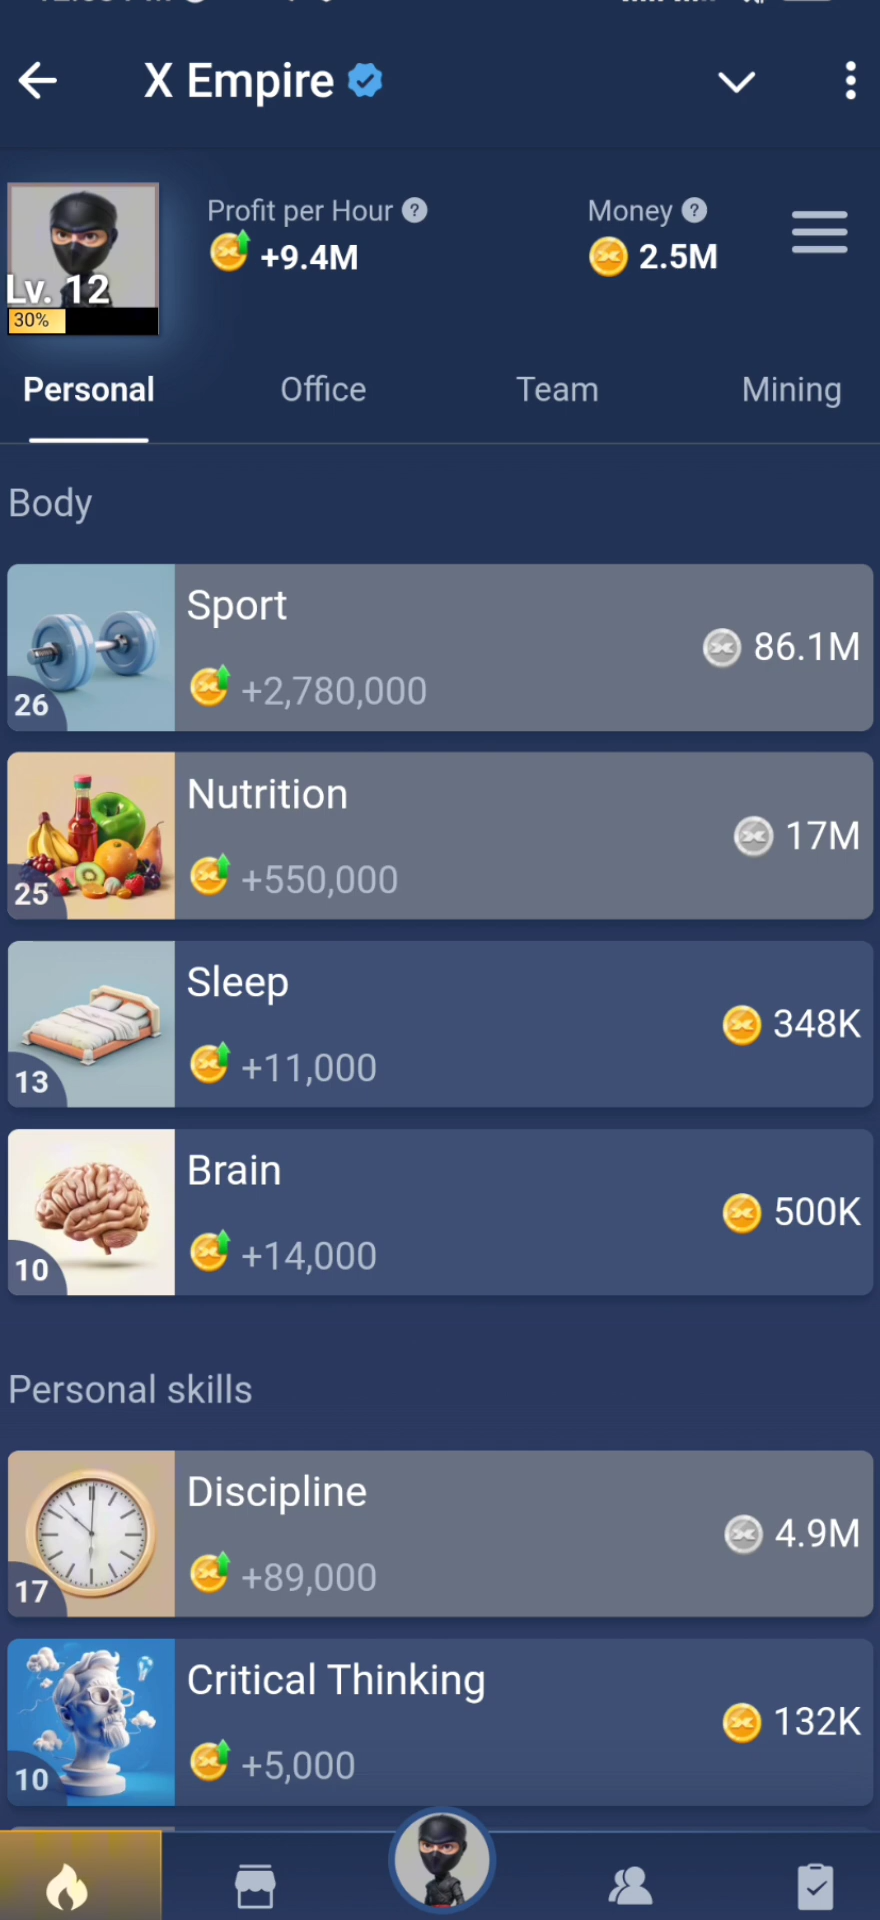 X Empire
Profit per Hour ?
Money ?
+9.4M
2.5M
Lv. 12
30%
Personal
Office
Team
Mining
Body
Sport
+2,780,000
86.1M
26
Nutrition
+550,000
17M
25
Sleep
+11,000
348K
13
Brain
+14,000
500K
10
Personal skills
Discipline
+89,000
4.9M
17
Critical Thinking
+5,000
132K
10